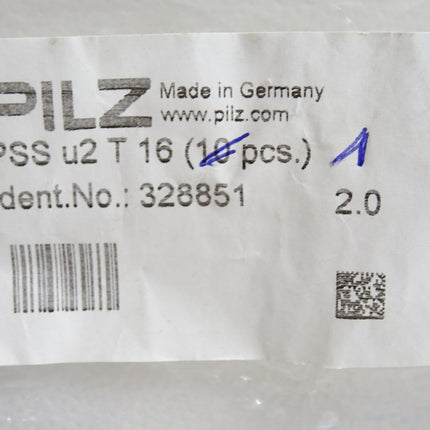 PILZ Made in Germany
www.pilz.com
PSS u2 T 16 (10 pcs.) 1
dent.No.: 328851 2.0